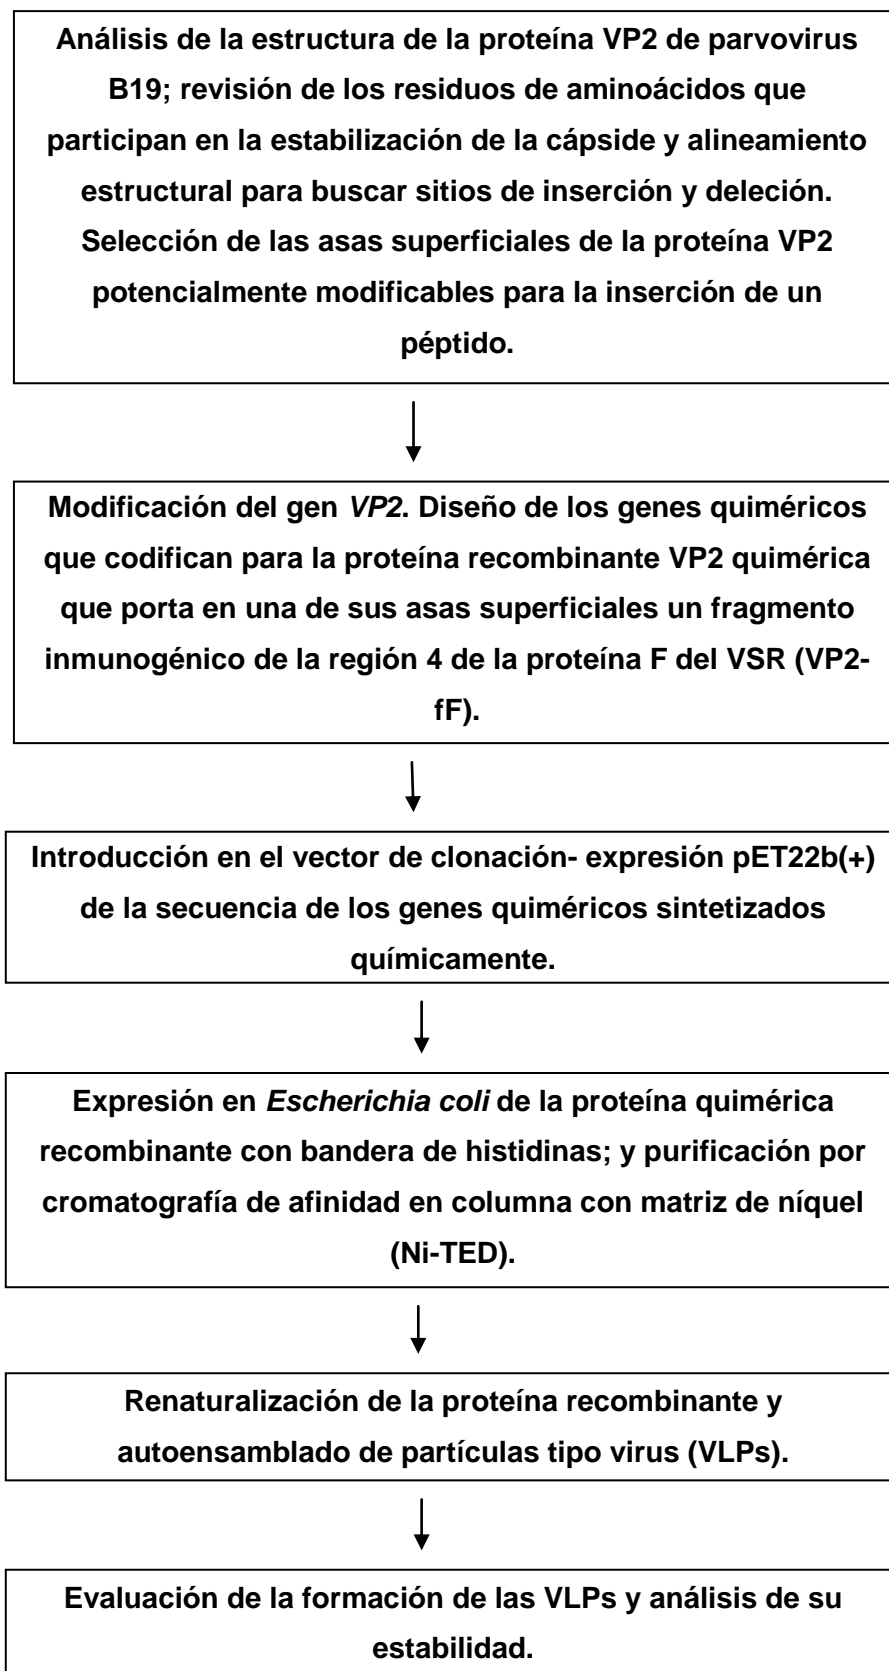 Análisis de la estructura de la proteína VP2 de parvovirus
B19; revisión de los residuos de aminoácidos que
participan en la estabilización de la cápside y alineamiento
estructural para buscar sitios de inserción y deleción.
Selección de las asas superficiales de la proteína VP2
potencialmente modificables para la inserción de un
péptido.
Modificación del gen VP2. Diseño de los genes quiméricos
que codifican para la proteína recombinante VP2 quimérica
que porta en una de sus asas superficiales un fragmento
inmunogénico de la región 4 de la proteína F del VSR (VP2-
fF).
Introducción en el vector de clonación- expresión pET22b(+)
de la secuencia de los genes quiméricos sintetizados
químicamente.
Expresión en Escherichia coli de la proteína quimérica
recombinante con bandera de histidinas; y purificación por
cromatografía de afinidad en columna con matriz de níquel
(Ni-TED).
Renaturalización de la proteína recombinante y
autoensamblado de partículas tipo virus (VLPs).
Evaluación de la formación de las VLPs y análisis de su
estabilidad.